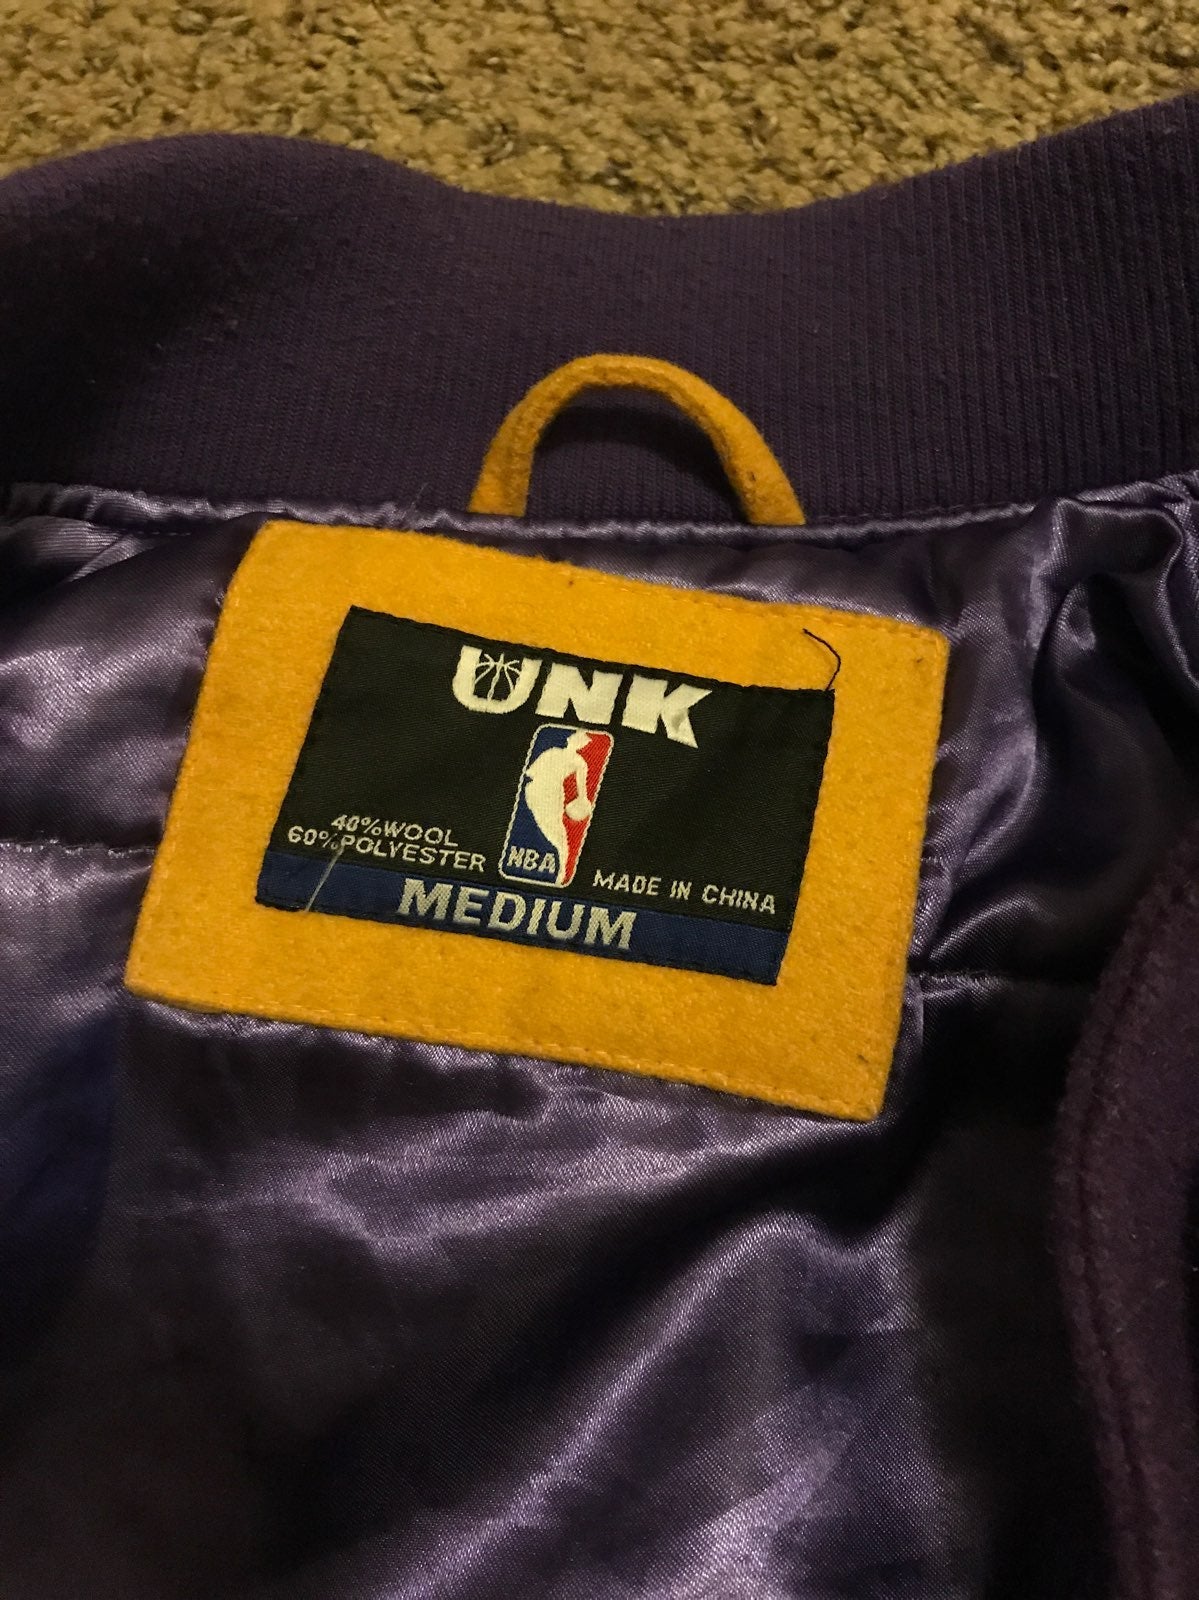 UNK
NBA
40% WOOL
60% POLYESTER
MADE IN CHINA
MEDIUM